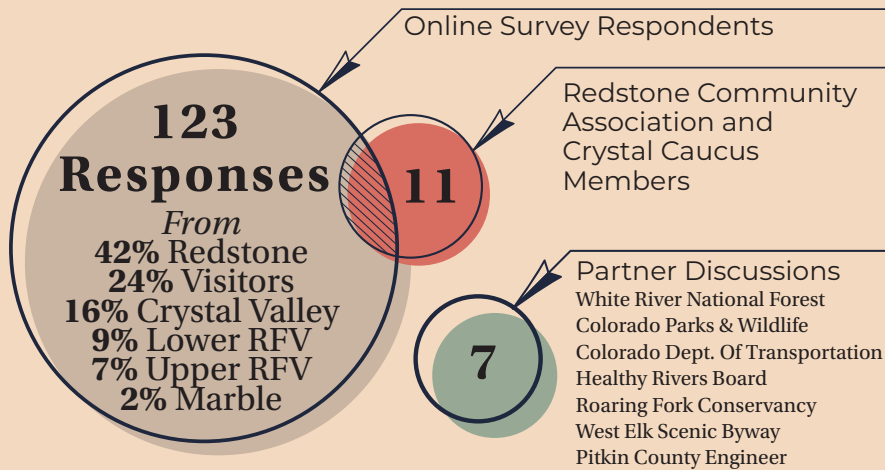 Online Survey Respondents
123
Responses
From
42% Redstone
24% Visitors
16% Crystal Valley
9% Lower RFV
7% Upper RFV
2% Marble
11
Redstone Community
Association and
Crystal Caucus
Members
7
Partner Discussions
White River National Forest
Colorado Parks & Wildlife
Colorado Dept. Of Transportation
Healthy Rivers Board
Roaring Fork Conservancy
West Elk Scenic Byway
Pitkin County Engineer